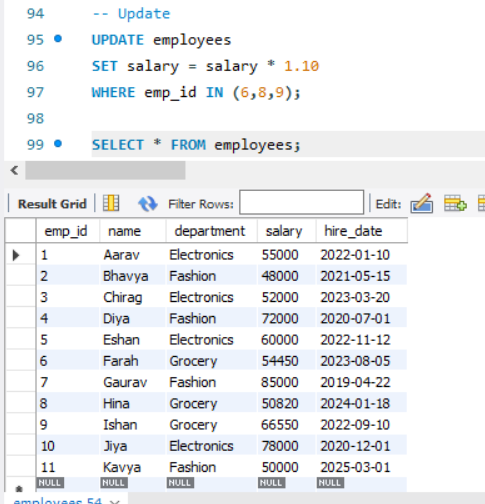 94 -- Update
95 UPDATE employees
96 SET salary = salary * 1.10
97 WHERE emp_id IN (6,8,9);
98
99 SELECT * FROM employees;
Result Grid Filter Rows: Edit:
emp_id name department salary hire_date
1 Aarav Electronics 55000 2022-01-10
2 Bhavya Fashion 48000 2021-05-15
3 Chirag Electronics 52000 2023-03-20
4 Diya Fashion 72000 2020-07-01
5 Eshan Electronics 60000 2022-11-12
6 Farah Grocery 54450 2023-08-05
7 Gaurav Fashion 85000 2019-04-22
8 Hina Grocery 50820 2024-01-18
9 Ishan Grocery 66550 2022-09-10
10 Jiya Electronics 78000 2020-12-01
11 Kavya Fashion 50000 2025-03-01
NULL NULL NULL NULL NULL
employees 54